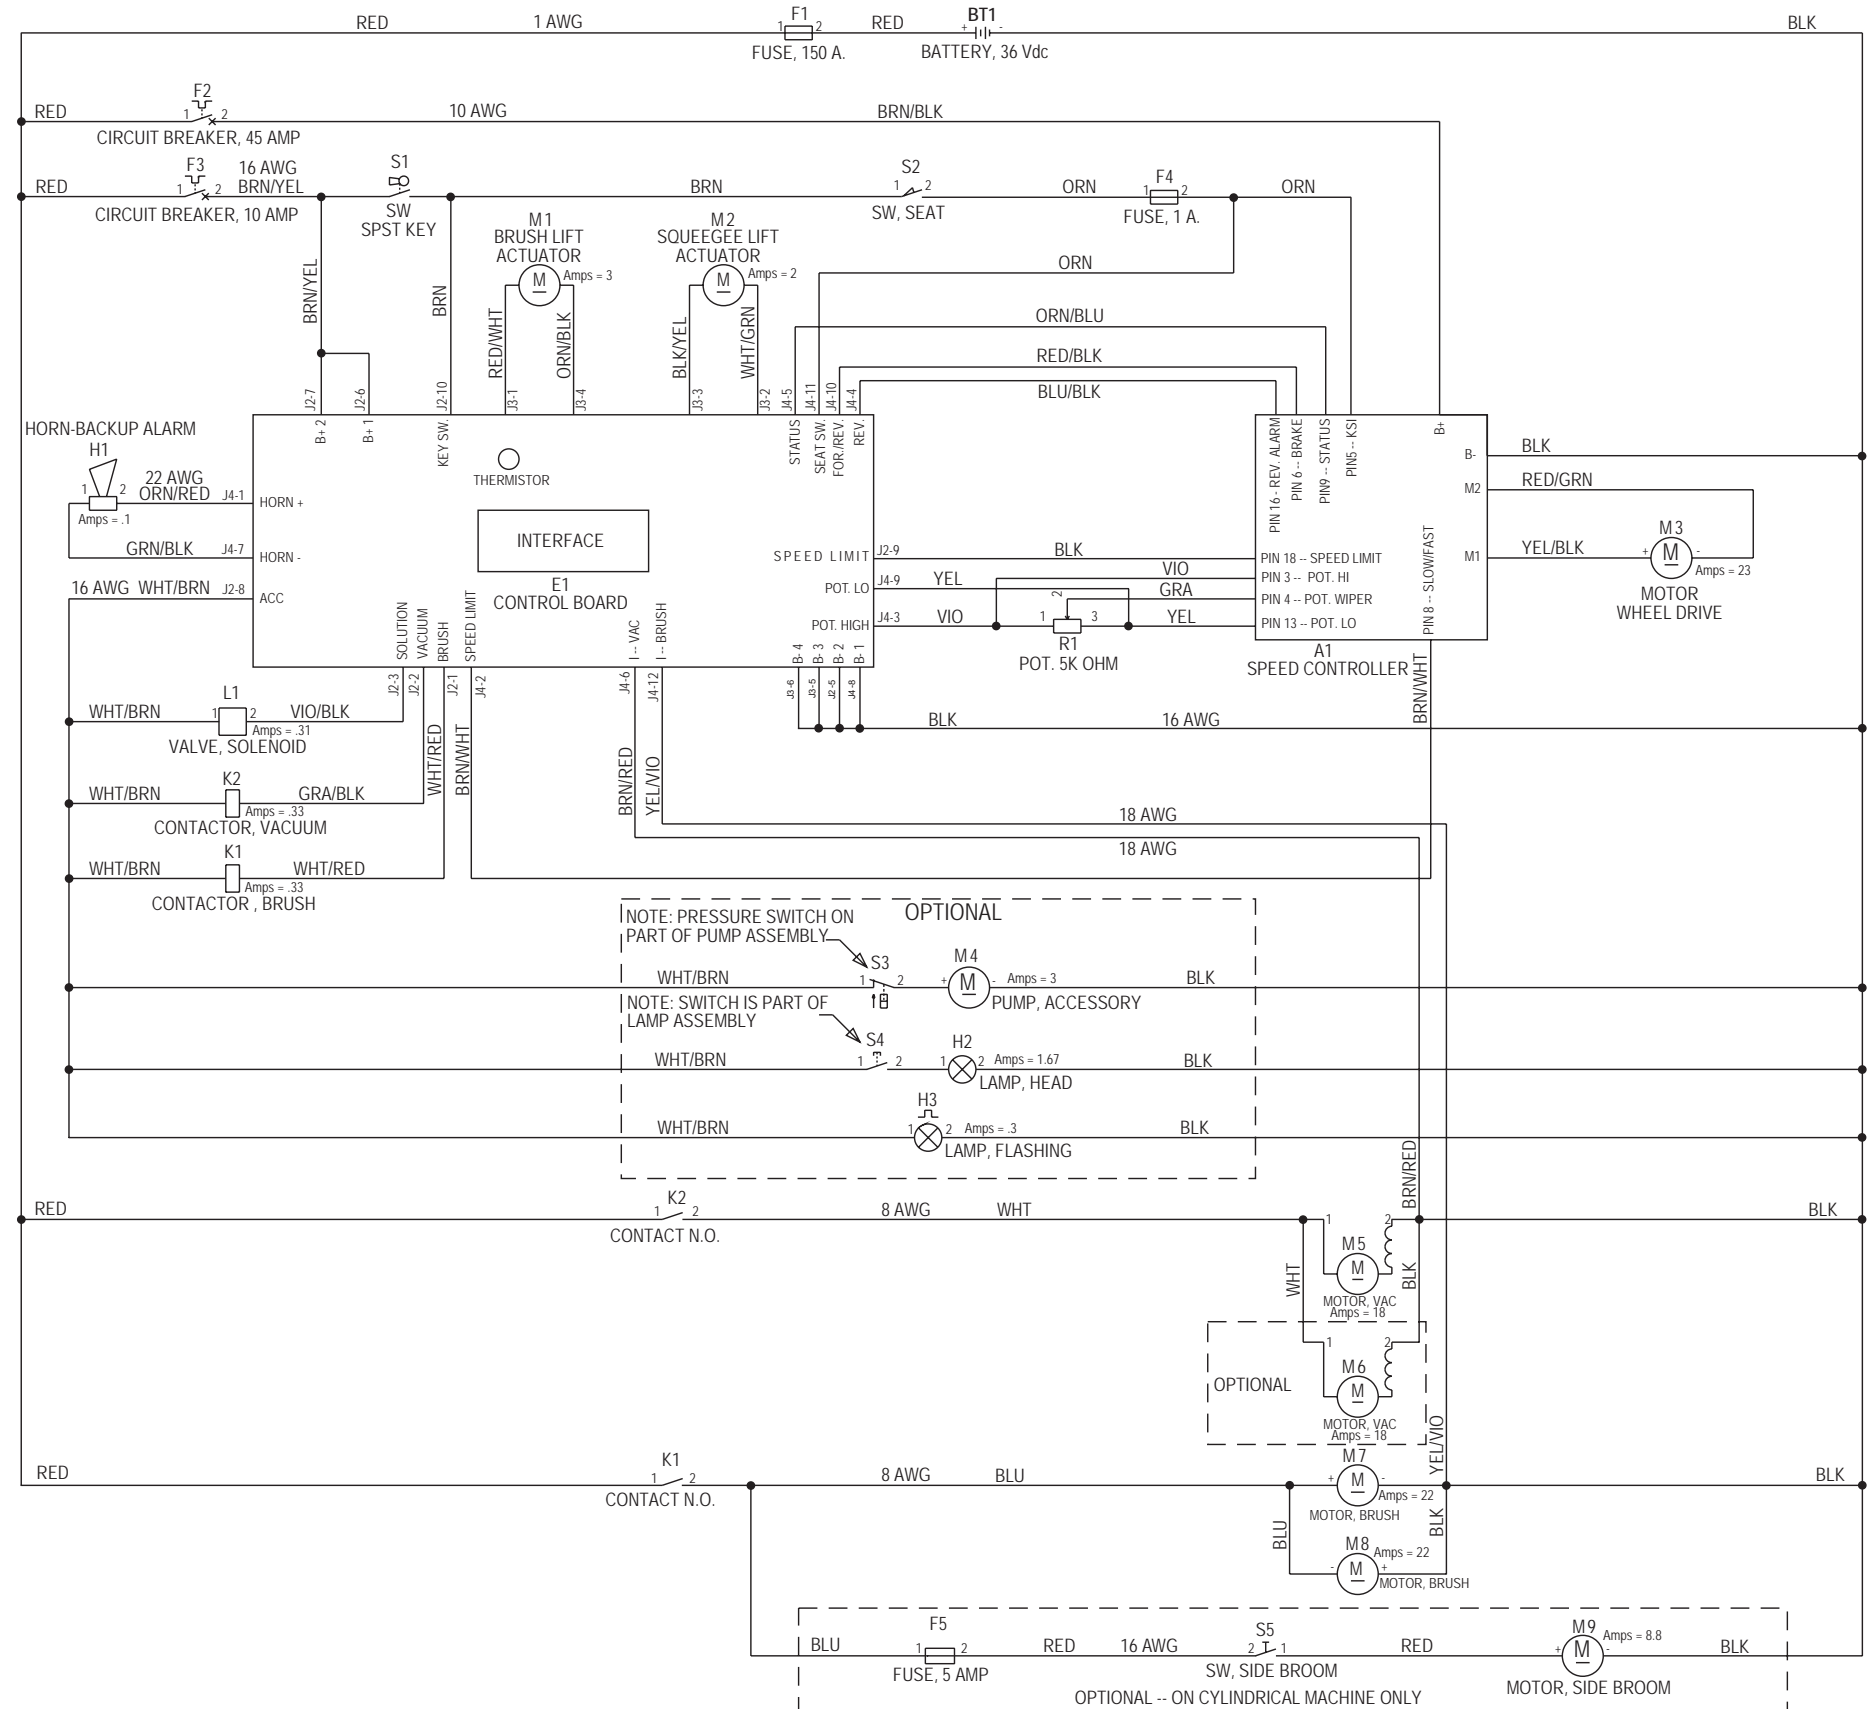 RED 1 AWG F1 RED BT1 BLK
1 2 + -
FUSE, 150 A. BATTERY, 36 Vdc
F2
RED 1 2 10 AWG BRN/BLK
CIRCUIT BREAKER, 45 AMP
F3 16 AWG S1 S2 F4
RED 1 2 BRN/YEL BRN 1 2 ORN 1 2 ORN
CIRCUIT BREAKER, 10 AMP SW SW, SEAT FUSE, 1 A.
SPST KEY
M1 M2
BRUSH LIFT SQUEEGEE LIFT
ACTUATOR ACTUATOR
M Amps = 3 M Amps = 2
ORN
BRN/YEL BRN RED/WHT ORN/BLK BLK/YEL WHT/GRN
ORN/BLU
RED/BLK
BLU/BLK
J2-7 J2-6 J2-10 J3-1 J3-4 J3-3 J3-2 J4-5 J4-11 J4-10 J4-4
B+ 2 B+ 1 KEY SW. STATUS SEAT SW. FOR./REV. REV.
PIN 16 - REV. ALARM PIN 6 -- BRAKE PIN9 -- STATUS PIN5 -- KSI B+
HORN-BACKUP ALARM
H1
THERMISTOR
B- BLK
1 2 22 AWG
ORN/RED J4-1 HORN +
Amps = .1
M2 RED/GRN
INTERFACE
GRN/BLK J4-7 HORN -
SPEED LIMIT J2-9 BLK PIN 18 -- SPEED LIMIT
M1 YEL/BLK + M - M3
Amps = 23
MOTOR
WHEEL DRIVE
E1
CONTROL BOARD
16 AWG WHT/BRN J2-8 ACC
POT. LO J4-9 YEL VIO PIN 3 -- POT. HI
2 GRA PIN 4 -- POT. WIPER
POT. HIGH J4-3 VIO 1 3 YEL PIN 13 -- POT. LO
R1
POT. 5K OHM
PIN 8 -- SLOW/FAST
A1
SPEED CONTROLLER
SOLUTION VACUUM BRUSH SPEED LIMIT I -- VAC I -- BRUSH B- 4 B- 3 B- 2 B- 1
J2-3 J2-2 J2-1 J4-2 J4-6 J4-12 J3-6 J3-5 J2-5 J4-8
BRN/WHT
L1
WHT/BRN 1 2 VIO/BLK
Amps = .31
VALVE, SOLENOID
BLK 16 AWG
WHT/RED BRN/WHT BRN/RED YEL/VIO
K2
WHT/BRN GRA/BLK
Amps = .33
CONTACTOR, VACUUM
18 AWG
18 AWG
K1
WHT/BRN WHT/RED
Amps = .33
CONTACTOR , BRUSH
OPTIONAL
NOTE: PRESSURE SWITCH ON
PART OF PUMP ASSEMBLY
S3 M4
WHT/BRN 1 2 + M - Amps = 3 BLK
PUMP, ACCESSORY
NOTE: SWITCH IS PART OF
LAMP ASSEMBLY
S4 H2
WHT/BRN 1 2 1 2 Amps = 1.67 BLK
LAMP, HEAD
H3
WHT/BRN 1 2 Amps = .3 BLK
LAMP, FLASHING
BRN/RED
RED 1 K2 2 8 AWG WHT 1 2 BLK
CONTACT N.O.
M5
WHT M BLK
MOTOR, VAC
Amps = 18
1 2
M6
OPTIONAL M
MOTOR, VAC
Amps = 18
YEL/VIO
M7
RED 1 K1 2 8 AWG BLU + M - BLK
CONTACT N.O. Amps = 22
MOTOR, BRUSH
BLU BLK
M8 Amps = 22
- M +
MOTOR, BRUSH
F5 S5 M9
BLU 1 2 RED 16 AWG 2 1 RED + M - Amps = 8.8 BLK
FUSE, 5 AMP SW, SIDE BROOM MOTOR, SIDE BROOM
OPTIONAL -- ON CYLINDRICAL MACHINE ONLY